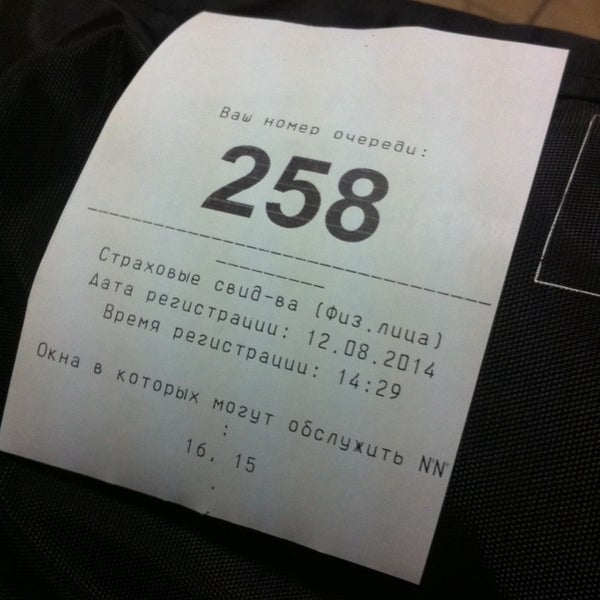 Ваш номер очереди:
258
--------------------------------------------
------------
Страховые свид-ва (Физ.лица)
Дата регистрации: 12.08.2014
Время регистрации: 14:29
Окна в которых могут обслужить N'N'
:
16, 15
.
.